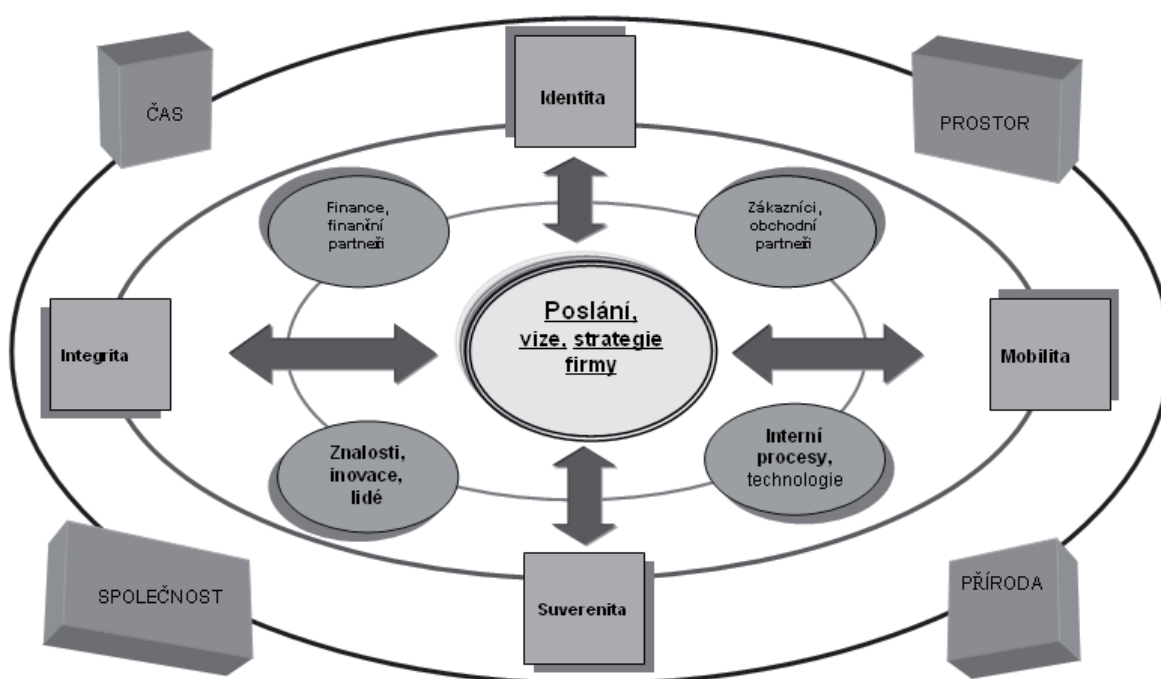 ČAS
Identita
PROSTOR
Finance,
finanční
partneři
Zákazníci,
obchodní
partneři
Poslání,
vize, strategie
firmy
Integrita
Mobilita
Znalosti,
inovace,
lidé
Interní
procesy,
technologie
SPOLEČNOST
Suverenita
PŘÍRODA